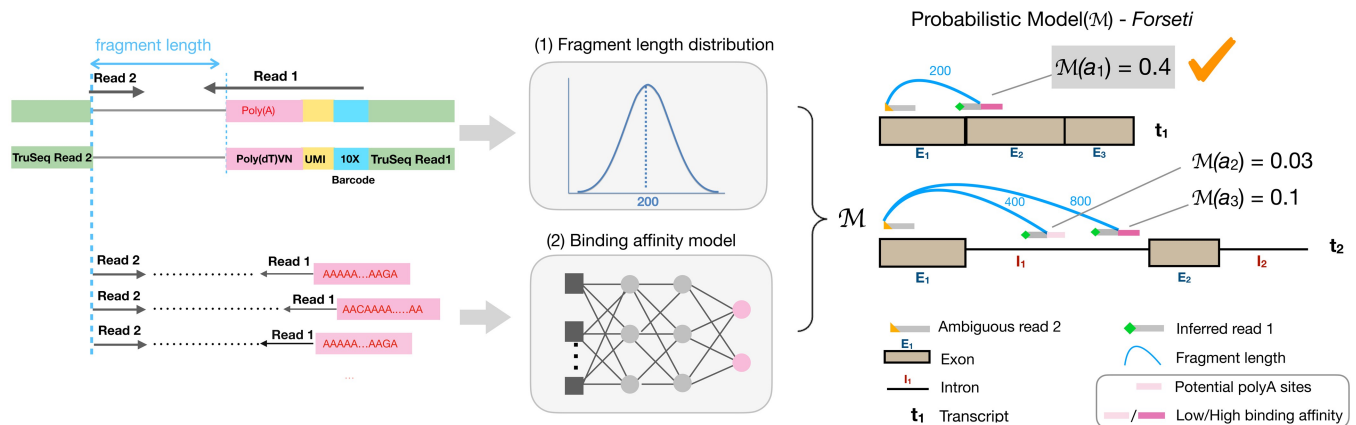 fragment length
Read 2
Read 1
Poly(A)
TruSeq Read 2
Poly(dT)VN
UMI
10X
TruSeq Read1
Barcode
Read 2
Read 1
AAAAA...AAGA
Read 2
Read 1
AACAAAA.....AA
Read 2
Read 1
AAAAA...AAGA
...
(1) Fragment length distribution
200
(2) Binding affinity model
ℳ
Probabilistic Model(ℳ) - Forseti
200
ℳ(a₁) = 0.4
t₁
E₁
E₂
E₃
ℳ(a₂) = 0.03
400
800
ℳ(a₃) = 0.1
t₂
E₁
I₁
E₂
I₂
Ambiguous read 2
Inferred read 1
E₁
Exon
Fragment length
I₁
Intron
Potential polyA sites
t₁ Transcript
/ Low/High binding affinity